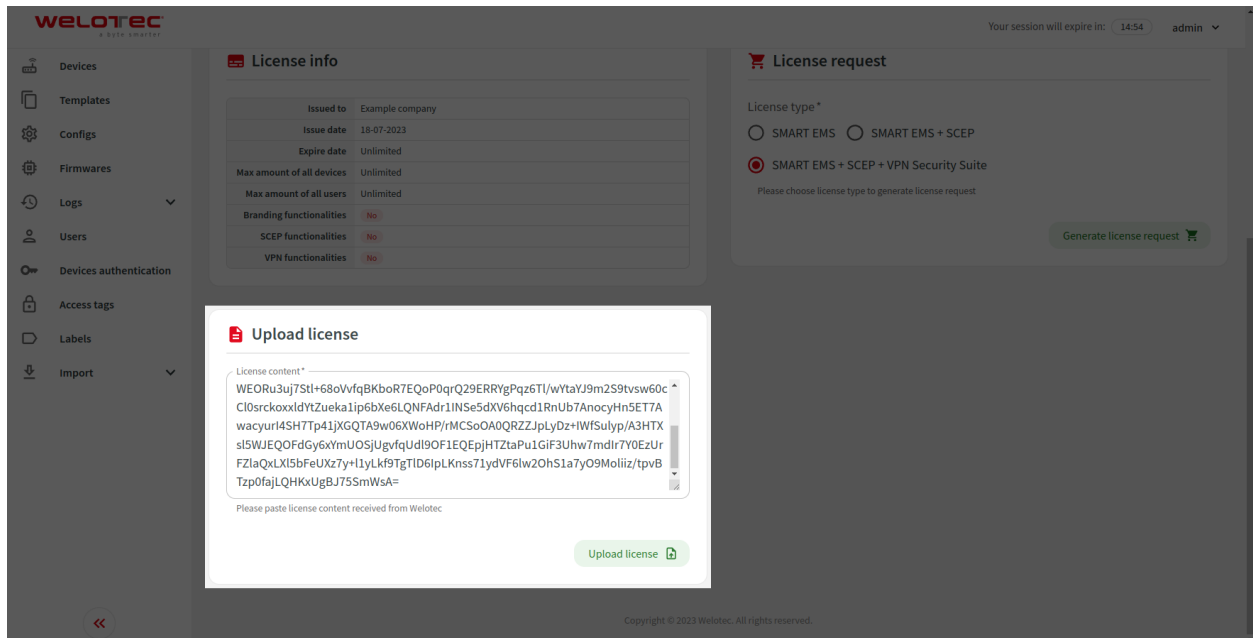 WELOTEC
a byte smarter
Your session will expire in: 14:54 admin
Devices
Templates
Configs
Firmwares
Logs
Users
Devices authentication
Access tags
Labels
Import
License info
Issued to Example company
Issue date 18-07-2023
Expire date Unlimited
Max amount of all devices Unlimited
Max amount of all users Unlimited
Branding functionalities No
SCEP functionalities No
VPN functionalities No
License request
License type*
SMART EMS SMART EMS + SCEP
SMART EMS + SCEP + VPN Security Suite
Please choose license type to generate license request
Generate license request
Upload license
License content*
WEORu3uj7Stl+68oVvfqBKboR7EQoP0qrQ29ERRYgPqz6Tl/wYtaYJ9m2S9tvsw60c
Cl0srckoxxldYtZueka1ip6bXe6LQNFAdr1INSe5dXV6hqcd1RnUb7AnocyHn5ET7A
wacyurI4SH7Tp41jXGQTA9w06XWoHP/rMCSoOA0QRZZJpLyDz+IWfSulyp/A3HTX
sl5WJEQOFdGy6xYmUOSjUgvfqUdl9OF1EQEpjHTZtaPu1GiF3Uhw7mdIr7Y0EzUr
FZlaQxLXl5bFeUXz7y+l1yLkf9TgTlD6IpLKnss71ydVF6lw2OhS1a7yO9Moliiz/tpvB
Tzp0fajLQHKxUgBJ75SmWsA=
Please paste license content received from Welotec
Upload license
Copyright © 2023 Welotec. All rights reserved.